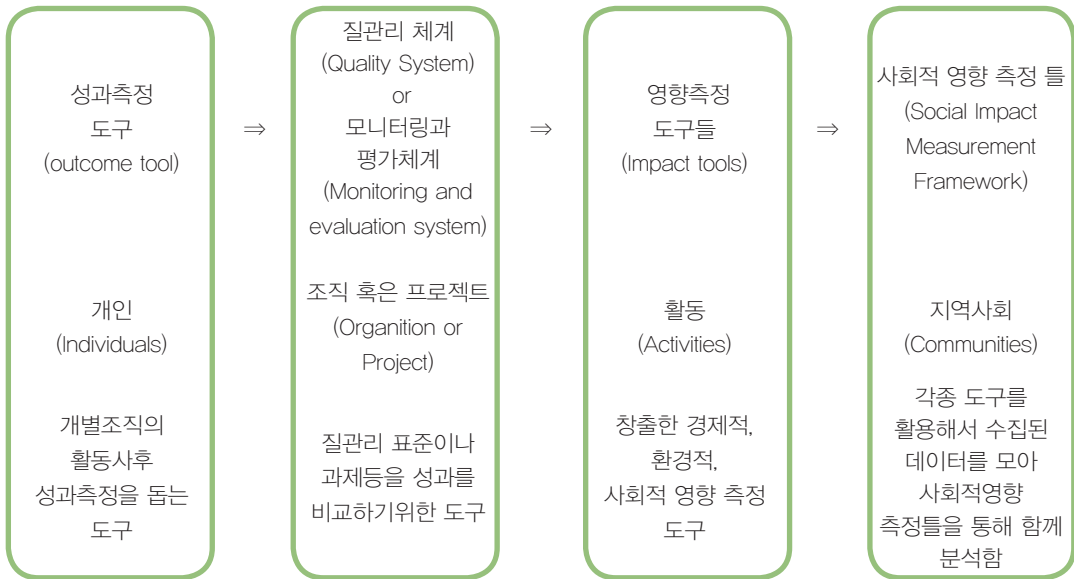 성과측정
도구
(outcome tool)
개인
(Individuals)
개별조직의
활동사후
성과측정을 돕는
도구
⇒
질관리 체계
(Quality System)
or
모니터링과
평가체계
(Monitoring and
evaluation system)
조직 혹은 프로젝트
(Organition or
Project)
질관리 표준이나
과제등을 성과를
비교하기위한 도구
⇒
영향측정
도구들
(Impact tools)
활동
(Activities)
창출한 경제적,
환경적,
사회적 영향 측정
도구
⇒
사회적 영향 측정 틀
(Social Impact
Measurement
Framework)
지역사회
(Communities)
각종 도구를
활용해서 수집된
데이터를 모아
사회적영향
측정틀을 통해 함께
분석함